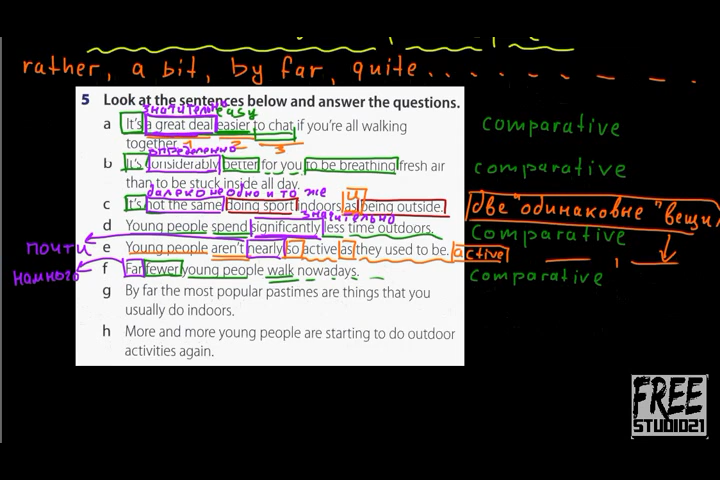 rather, a bit, by far, quite.........
5 Look at the sentences below and answer the questions.
значительно easy
a It's a great deal easier to chat if you're all walking
comparative
together. 1 2 3
определенно
b It's considerably better for you to be breathing fresh air
comparative
than to be stuck inside all day.
далеко не одно и то же и
c It's not the same doing sport indoors as being outside.
две "одинаковые" вещи
значительно
d Young people spend significantly less time outdoors.
comparative
почти
e Young people aren't nearly so active as they used to be. active
намного
f Far fewer young people walk nowadays.
comparative
g By far the most popular pastimes are things that you
usually do indoors.
h More and more young people are starting to do outdoor
activities again.
FREE
STUDIO21